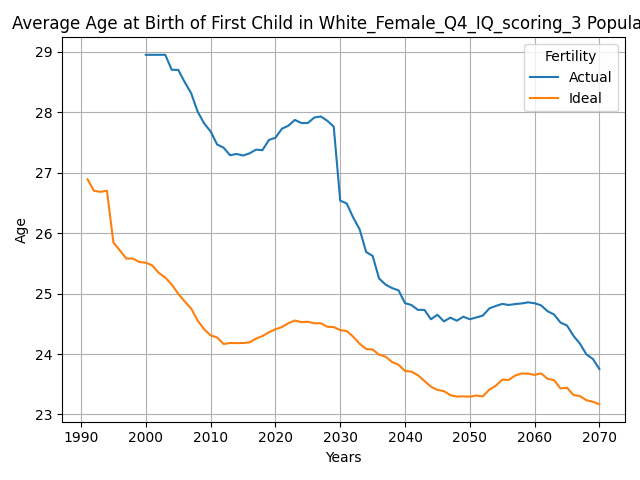 Average Age at Birth of First Child in White_Female_Q4_IQ_scoring_3 Popula
Fertility
Actual
Ideal
29
28
27
26
25
24
23
Age
1990 2000 2010 2020 2030 2040 2050 2060 2070
Years